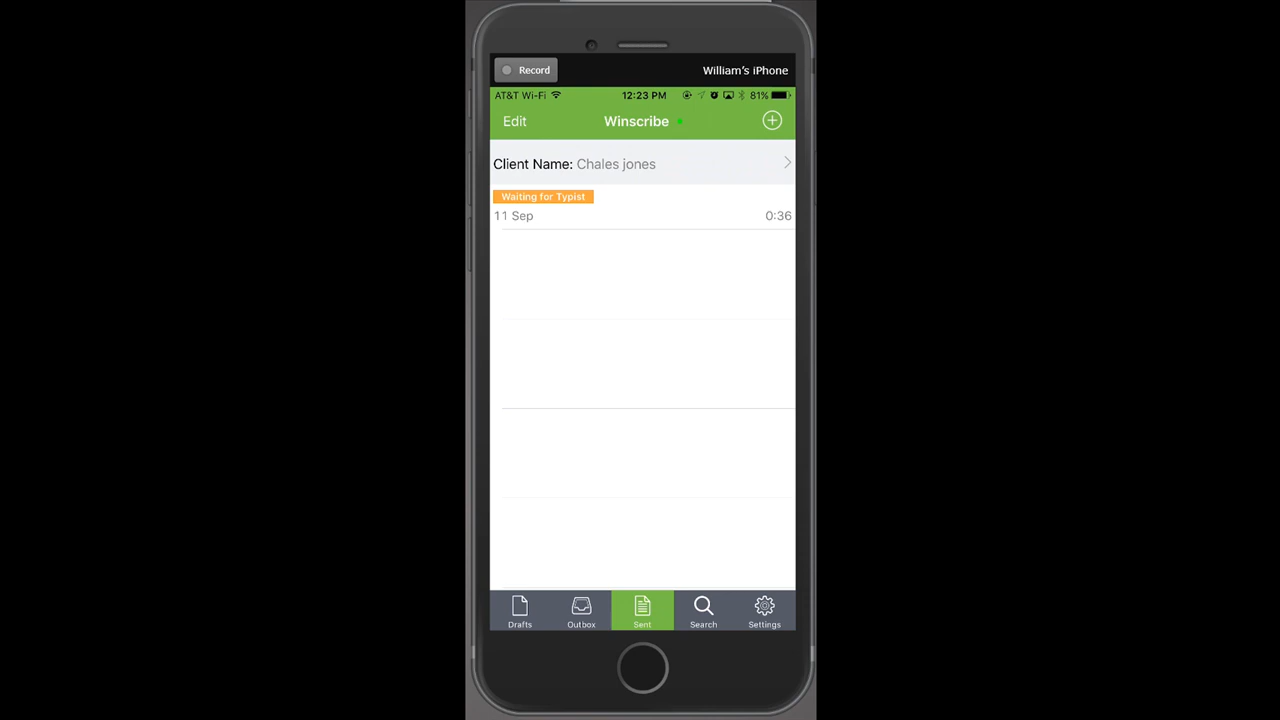 Record William's iPhone
AT&T Wi-Fi 12:23 PM 81%
Edit Winscribe
Client Name: Chales jones
Waiting for Typist
11 Sep 0:36
Drafts Outbox Sent Search Settings